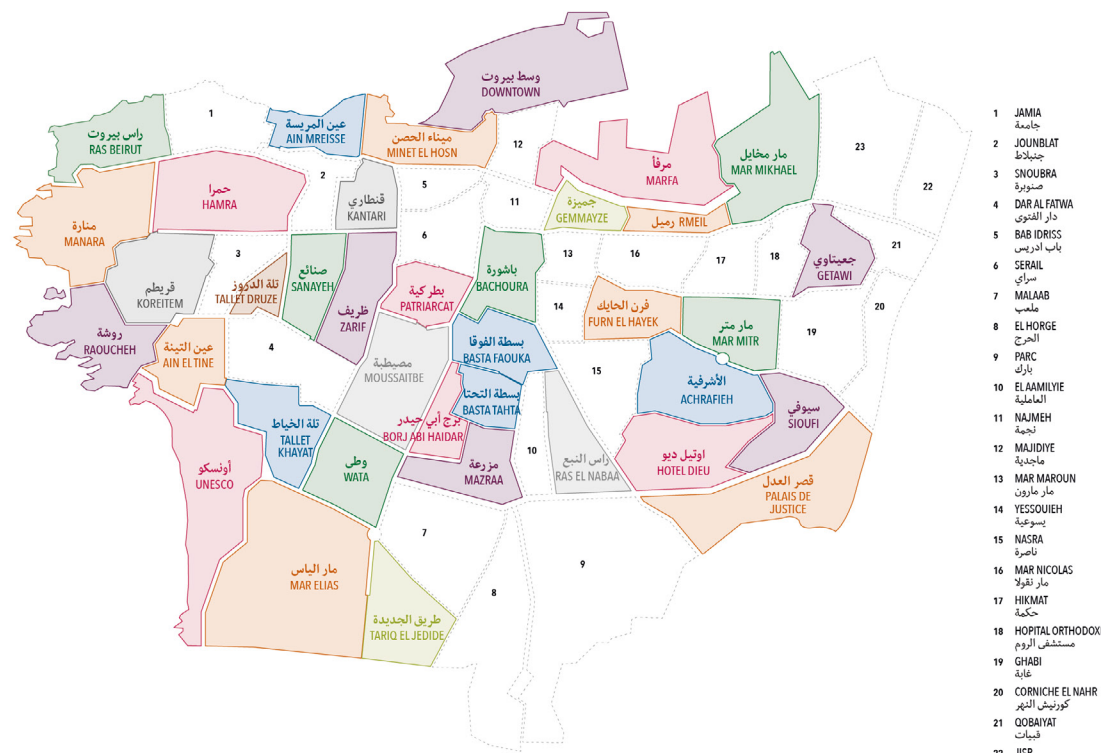 وسط بيروت
DOWNTOWN
راس بيروت
RAS BEIRUT
1
عين المريسة
AIN MREISSE
ميناء الحصن
MINET EL HOSN
12
مرفأ
MARFA
مار مخايل
MAR MIKHAEL
23
22
حمرا
HAMRA
2
قنطاري
KANTARI
5
11
جميزة
GEMMAYZE
رميل RMEIL
منارة
MANARA
قريطم
KOREITEM
3
تلة الدروز
TALLET DRUZE
صنائع
SANAYEH
ظريف
ZARIF
6
بطركية
PATRIARCAT
باشورة
BACHOURA
13
16
17
18
جعيتاوي
GETAWI
21
20
روشة
RAOUCHEH
عين التينة
AIN EL TINE
4
مصيطبة
MOUSSAITBE
بسطة الفوقا
BASTA FAOUKA
14
فرن الحايك
FURN EL HAYEK
مار متر
MAR MITR
19
15
الأشرفية
ACHRAFIEH
سيوفي
SIOUFI
بسطة التحتا
BASTA TAHTA
تلة الخياط
TALLET
KHAYAT
برج أبي حيدر
BORJ ABI HAIDAR
أونسكو
UNESCO
وطى
WATA
مزرعة
MAZRAA
10
راس النبع
RAS EL NABAA
اوتيل ديو
HOTEL DIEU
قصر العدل
PALAIS DE
JUSTICE
7
مار الياس
MAR ELIAS
طريق الجديدة
TARIQ EL JEDIDE
8
9
1 JAMIA
جامعة
2 JOUNBLAT
جنبلاط
3 SNOUBRA
صنوبرة
4 DAR AL FATWA
دار الفتوى
5 BAB IDRISS
باب ادريس
6 SERAIL
سراي
7 MALAAB
ملعب
8 EL HORGE
الحرج
9 PARC
بارك
10 EL AAMILYIE
العاملية
11 NAJMEH
نجمة
12 MAJIDIYE
ماجدية
13 MAR MAROUN
مار مارون
14 YESSOUIEH
يسوعية
15 NASRA
ناصرة
16 MAR NICOLAS
مار نقولا
17 HIKMAT
حكمة
18 HOPITAL ORTHODOX
مستشفى الروم
19 GHABI
غابة
20 CORNICHE EL NAHR
كورنيش النهر
21 QOBAIYAT
قبيات
22 JISR